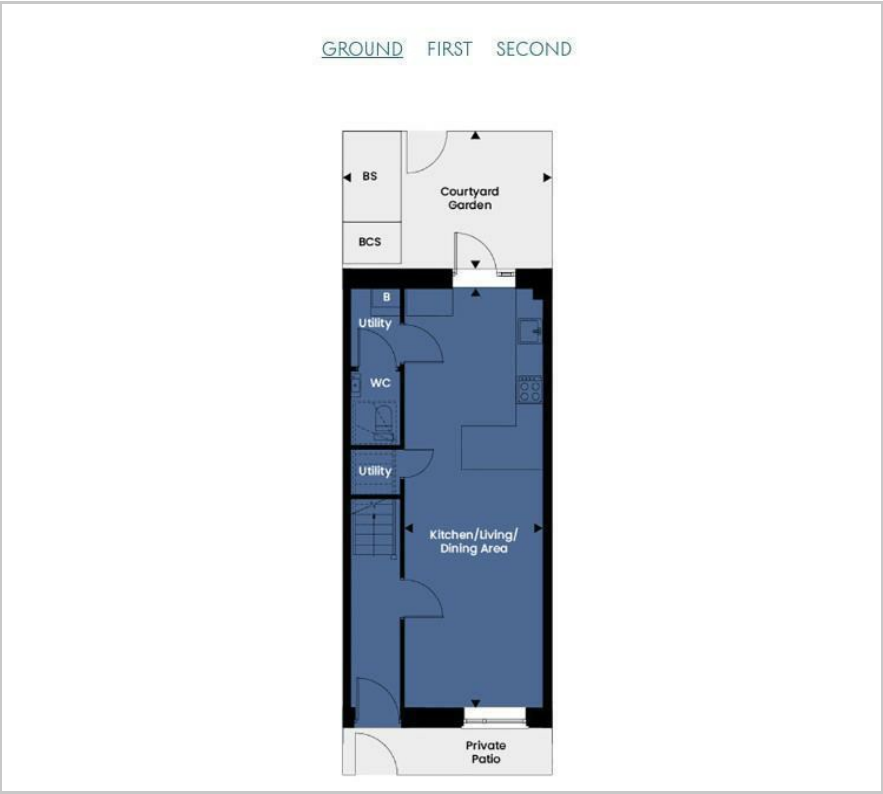 GROUND FIRST SECOND
BS
Courtyard
Garden
BCS
B
Utility
WC
Utility
Kitchen/Living/
Dining Area
Private
Patio